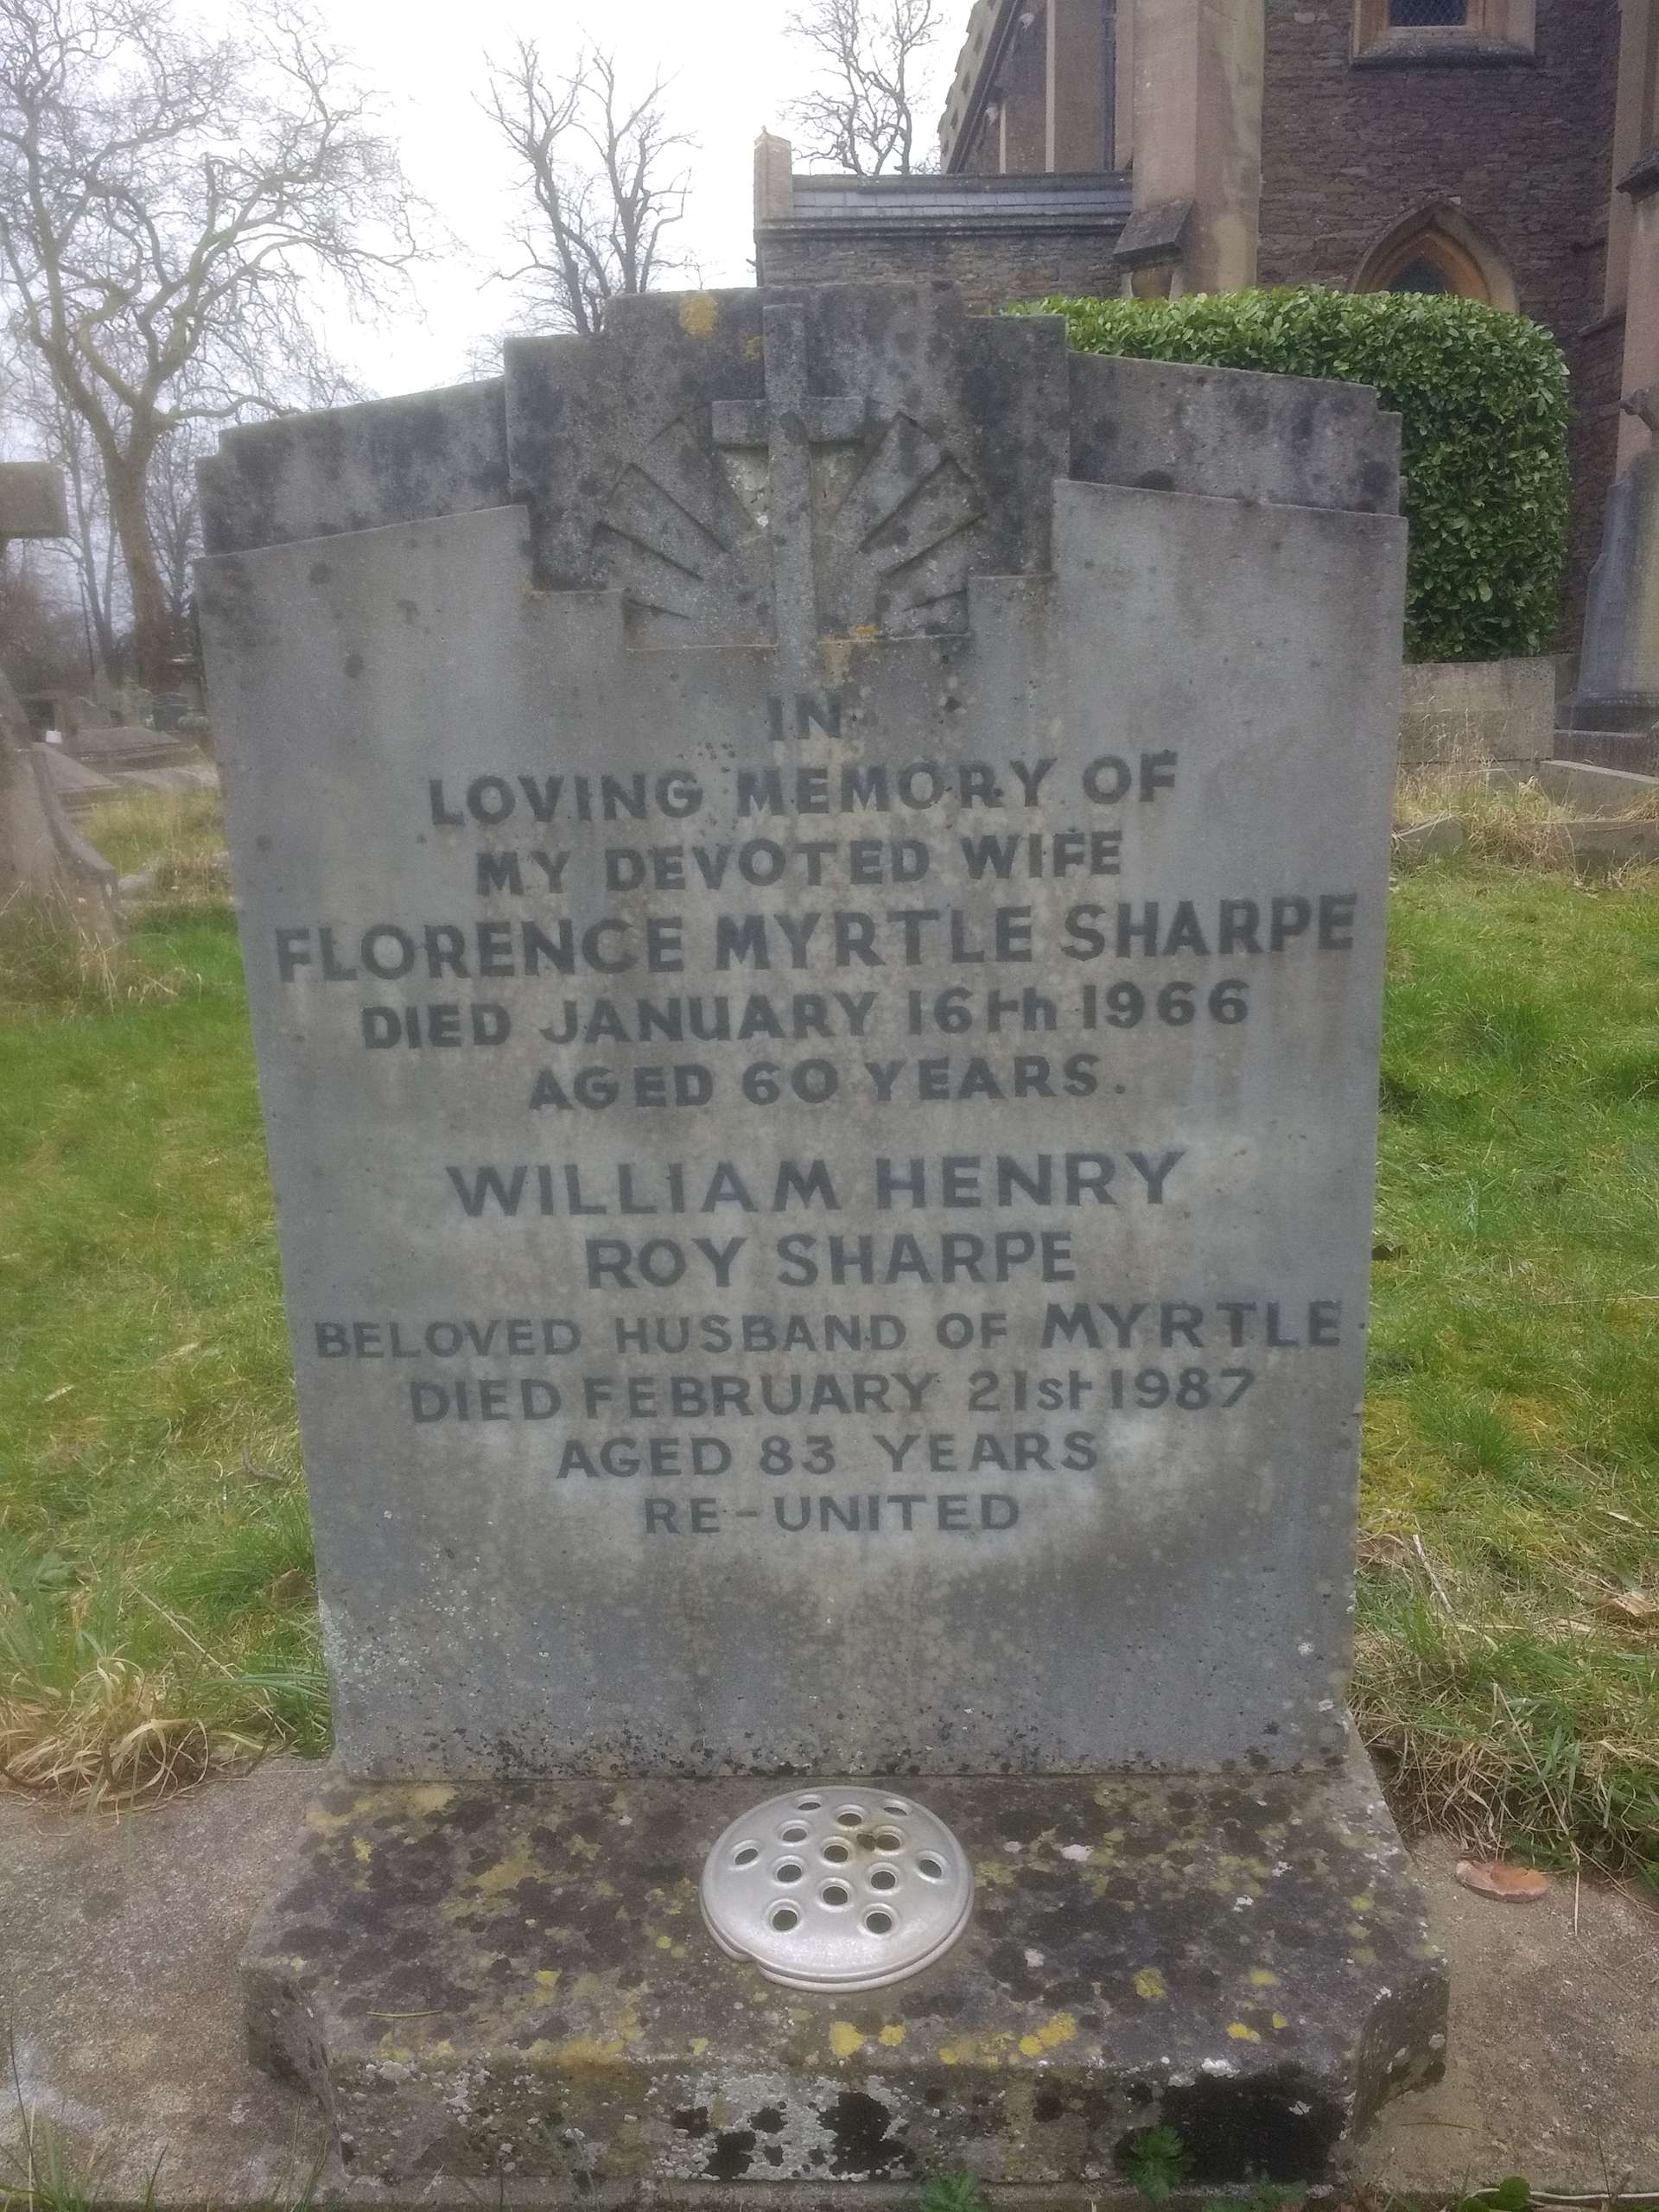 IN
LOVING MEMORY OF
MY DEVOTED WIFE
FLORENCE MYRTLE SHARPE
DIED JANUARY 16th 1966
AGED 60 YEARS.
WILLIAM HENRY
ROY SHARPE
BELOVED HUSBAND OF MYRTLE
DIED FEBRUARY 21st 1987
AGED 83 YEARS
RE-UNITED